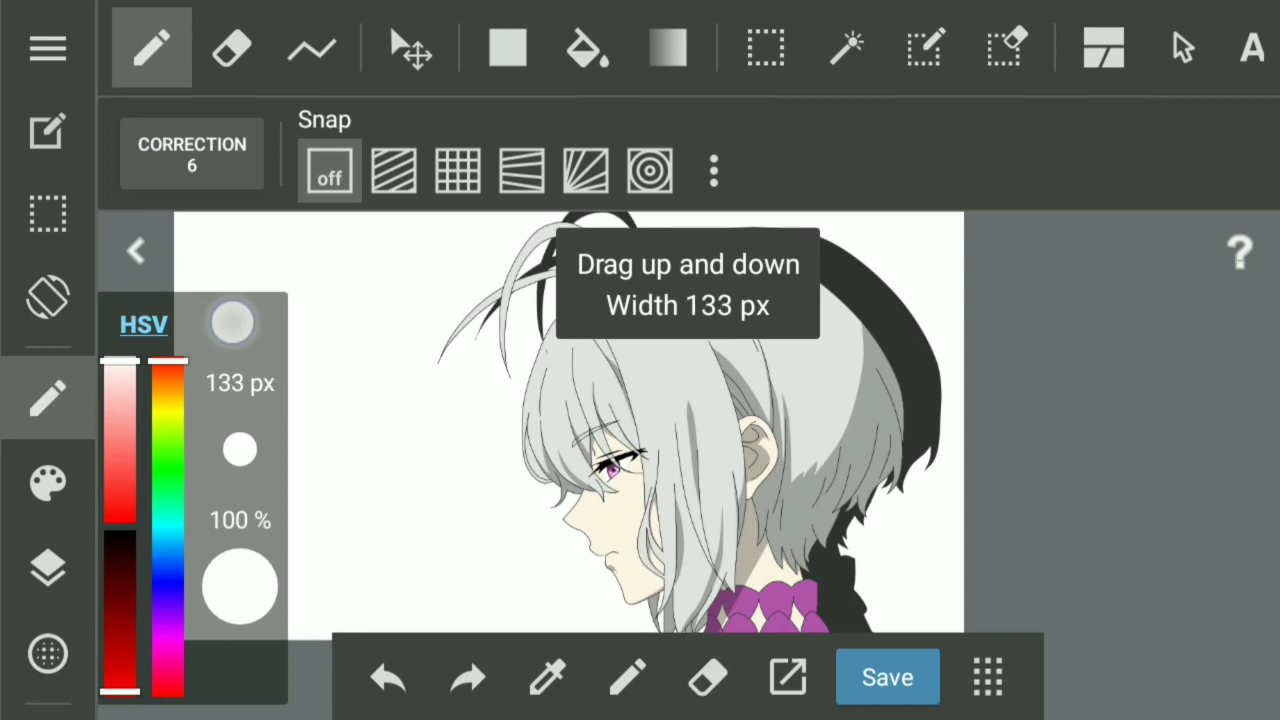 A
CORRECTION
6
Snap
off
?
Drag up and down
Width 133 px
HSV
133 px
100 %
Save